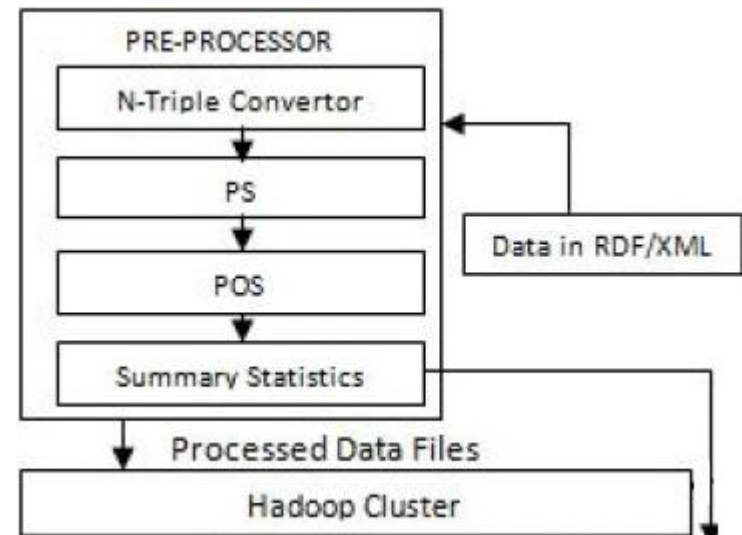 PRE-PROCESSOR
N-Triple Convertor
PS
Data in RDF/XML
POS
Summary Statistics
Processed Data Files
Hadoop Cluster